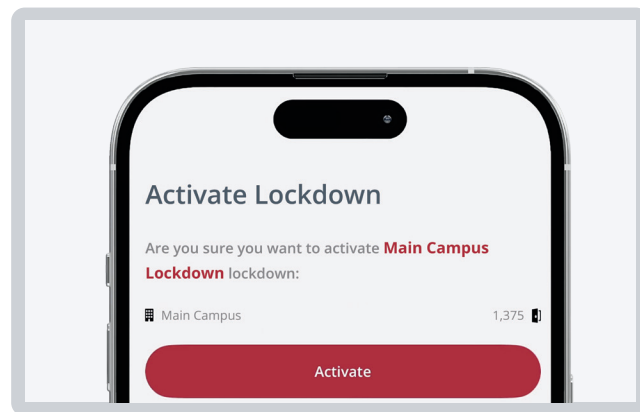 Activate Lockdown
Are you sure you want to activate Main Campus
Lockdown lockdown:
Main Campus 1,375
Activate